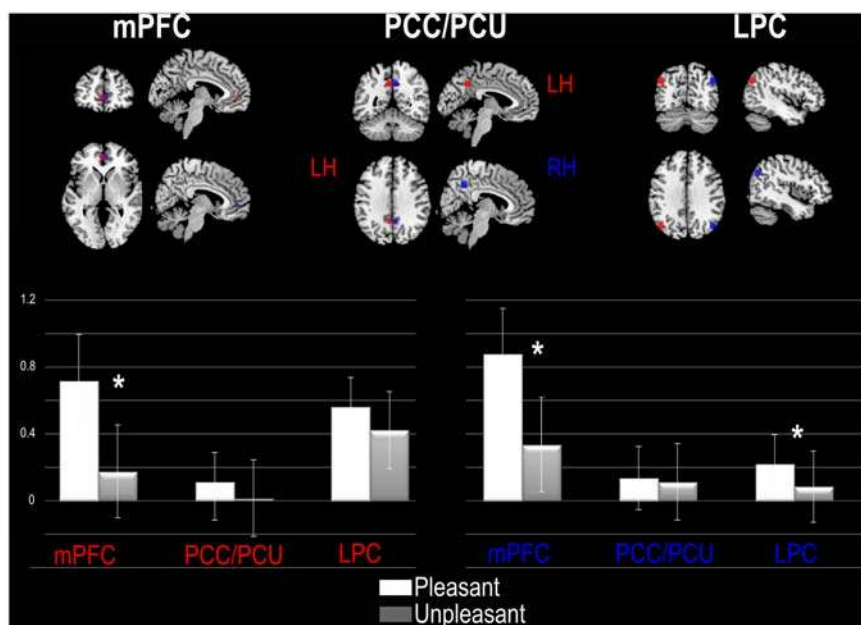 mPFC PCC/PCU LPC
LH
LH RH
1.2
0.8
0.4
0
* * *
mPFC PCC/PCU LPC mPFC PCC/PCU LPC
Pleasant
Unpleasant